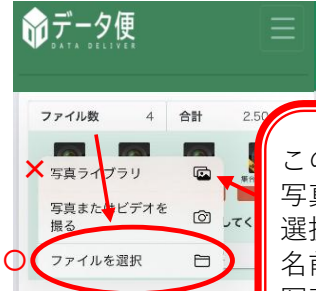 データ便
DATA DELIVER
ファイル数 4 合計 2.50
写真ライブラリ
写真またはビデオを
撮る
ファイルを選択
てく
この
写真
選択
名前